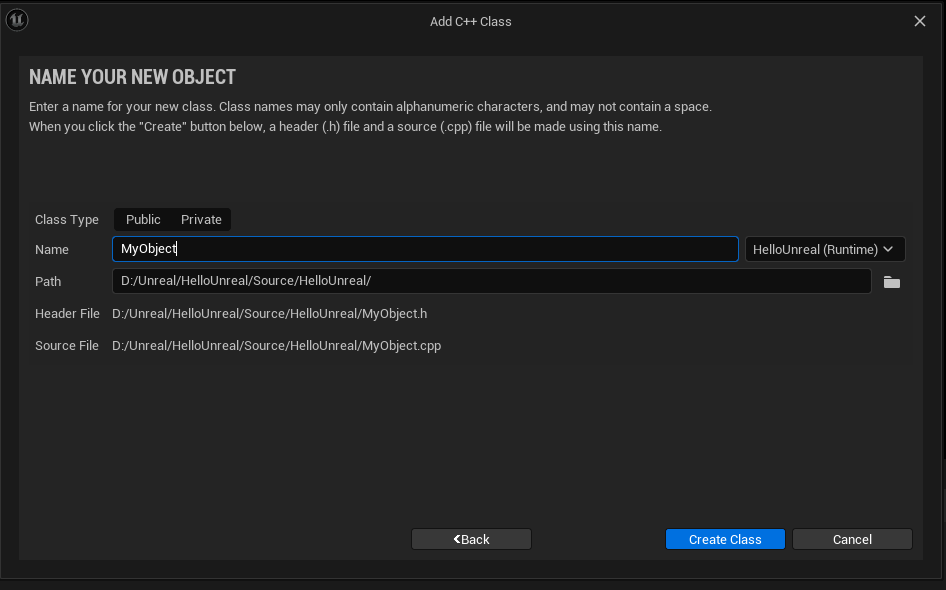 Add C++ Class
NAME YOUR NEW OBJECT
Enter a name for your new class. Class names may only contain alphanumeric characters, and may not contain a space.
When you click the "Create" button below, a header (.h) file and a source (.cpp) file will be made using this name.
Class Type Public Private
Name MyObject HelloUnreal (Runtime)
Path D:/Unreal/HelloUnreal/Source/HelloUnreal/
Header File D:/Unreal/HelloUnreal/Source/HelloUnreal/MyObject.h
Source File D:/Unreal/HelloUnreal/Source/HelloUnreal/MyObject.cpp
Back Create Class Cancel